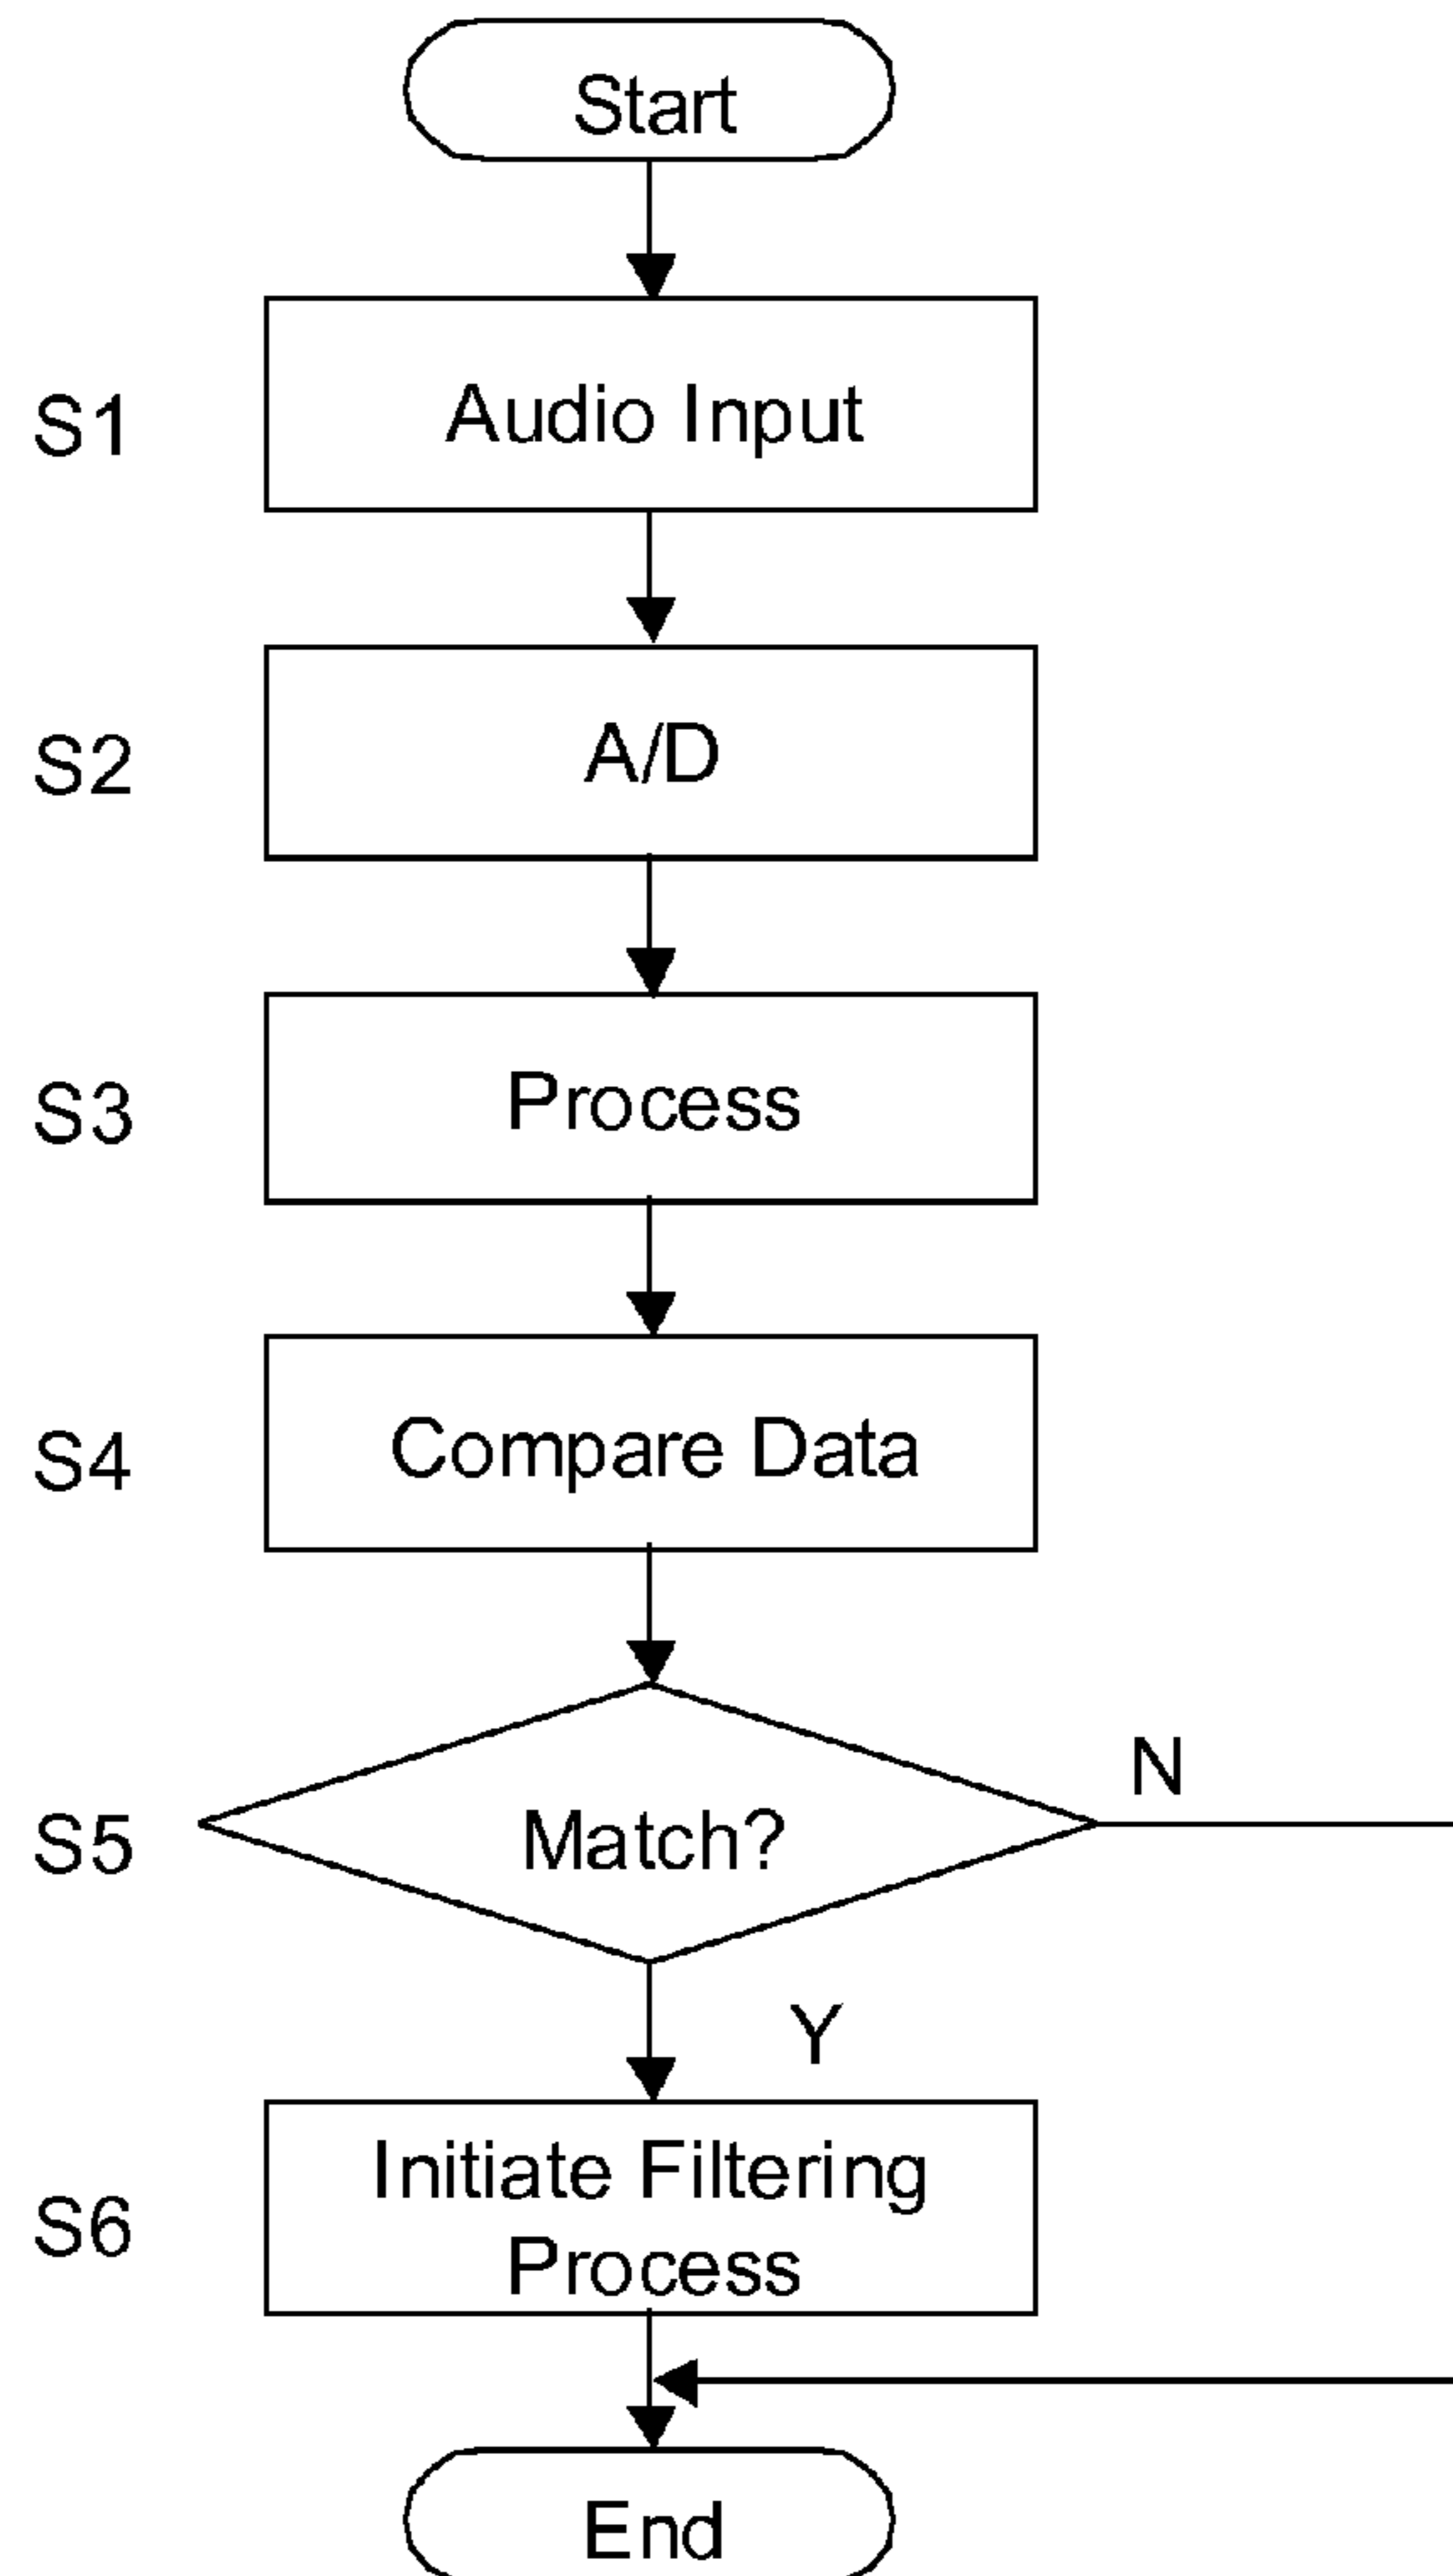 Start
S1
Audio Input
S2
A/D
S3
Process
S4
Compare Data
S5
Match?
N
Y
S6
Initiate Filtering
Process
End